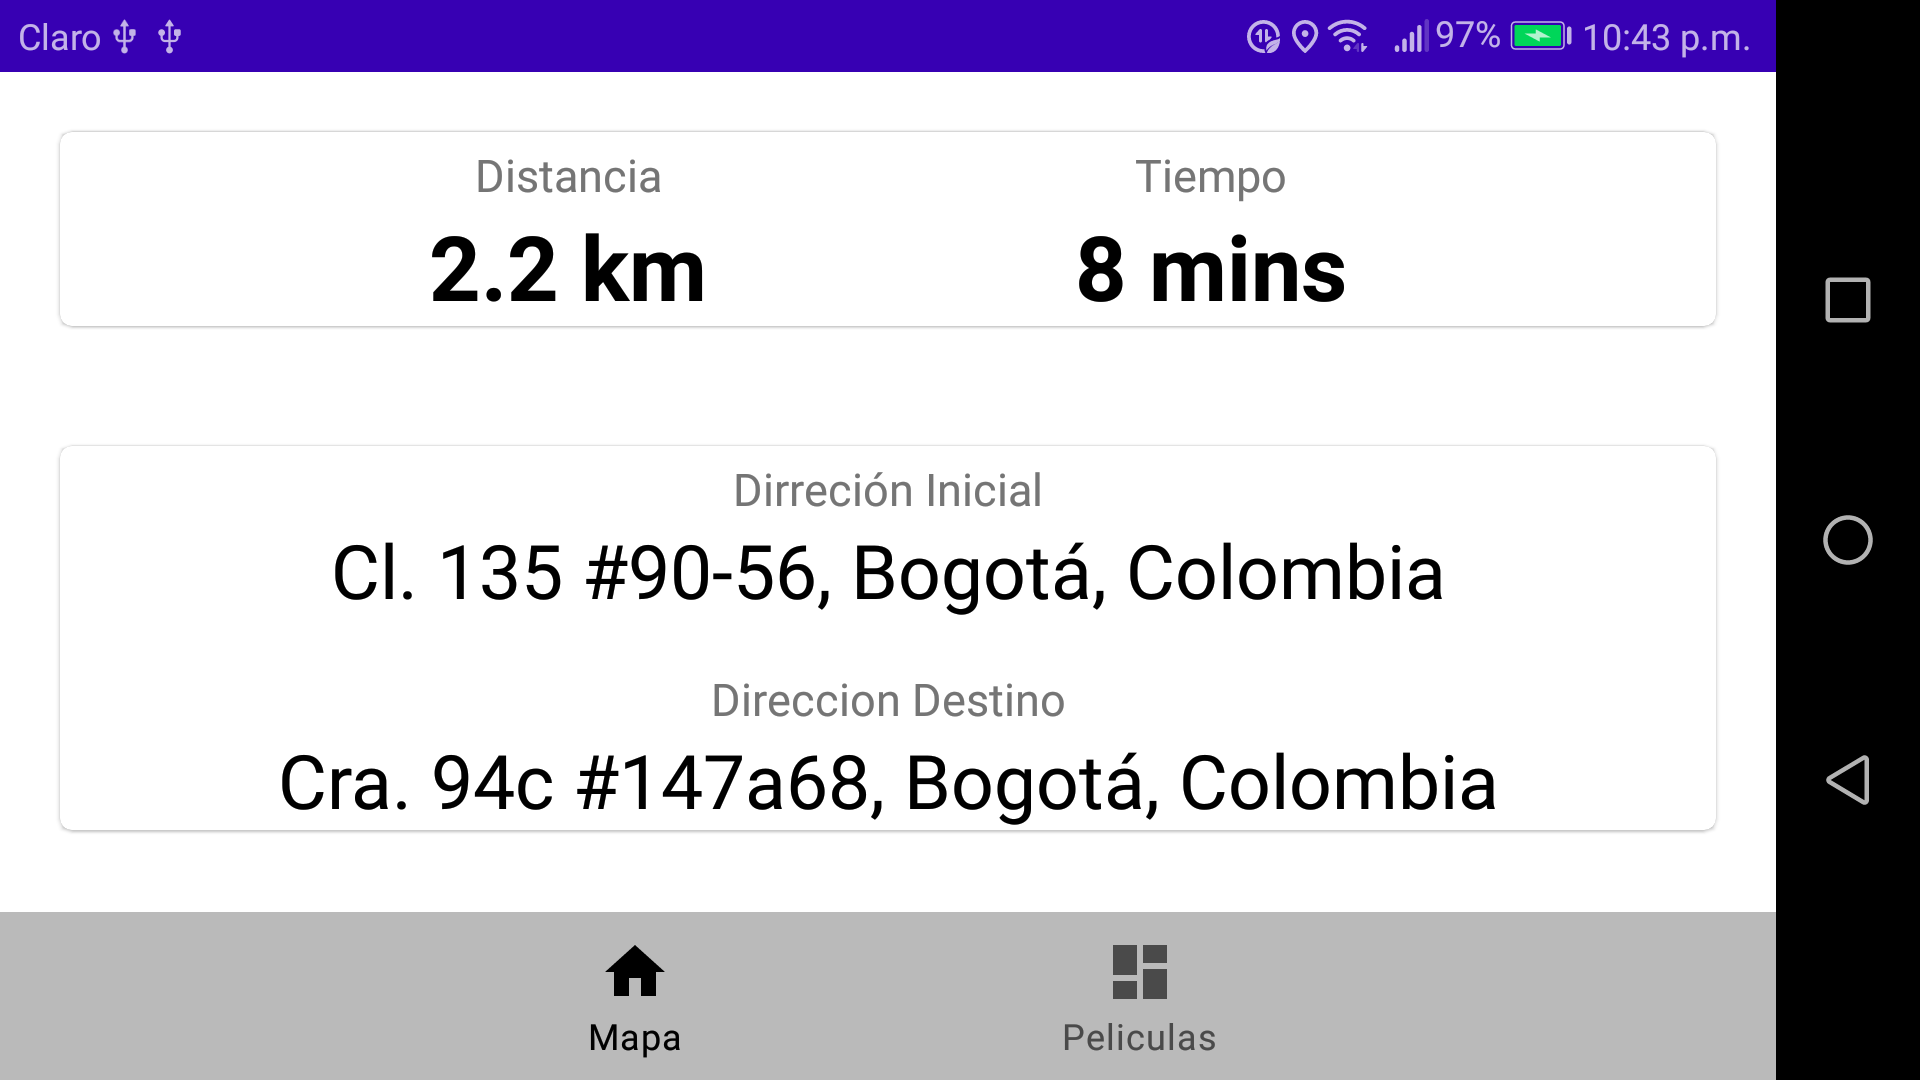 Claro 97% 10:43 p.m.
Distancia Tiempo
2.2 km 8 mins
Dirreción Inicial
Cl. 135 #90-56, Bogotá, Colombia
Direccion Destino
Cra. 94c #147a68, Bogotá, Colombia
Mapa Peliculas